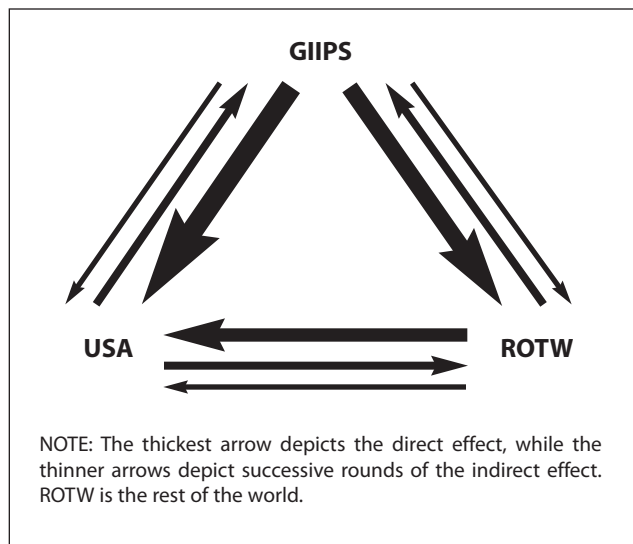 GIIPS
USA
ROTW
NOTE: The thickest arrow depicts the direct effect, while the
thinner arrows depict successive rounds of the indirect effect.
ROTW is the rest of the world.